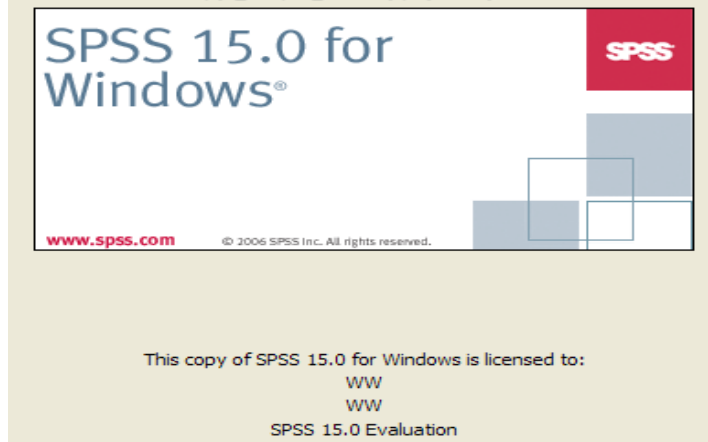 SPSS 15.0 for
Windows®
SPSS
www.spss.com © 2006 SPSS Inc. All rights reserved.
This copy of SPSS 15.0 for Windows is licensed to:
WW
WW
SPSS 15.0 Evaluation